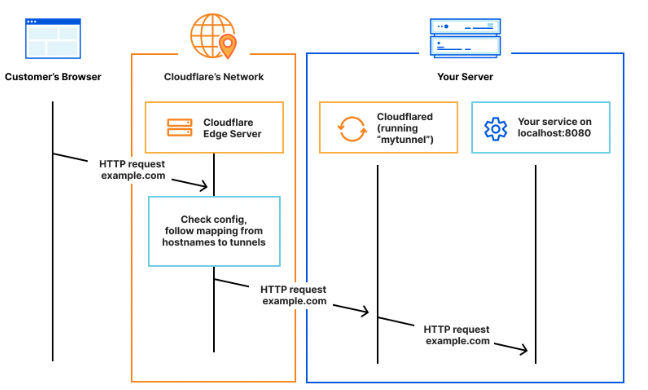 Customer's Browser
Cloudflare's Network
Your Server
Cloudflare
Edge Server
Cloudflared
(running
"mytunnel")
Your service on
localhost:8080
HTTP request
example.com
Check config,
follow mapping from
hostnames to tunnels
HTTP request
example.com
HTTP request
example.com